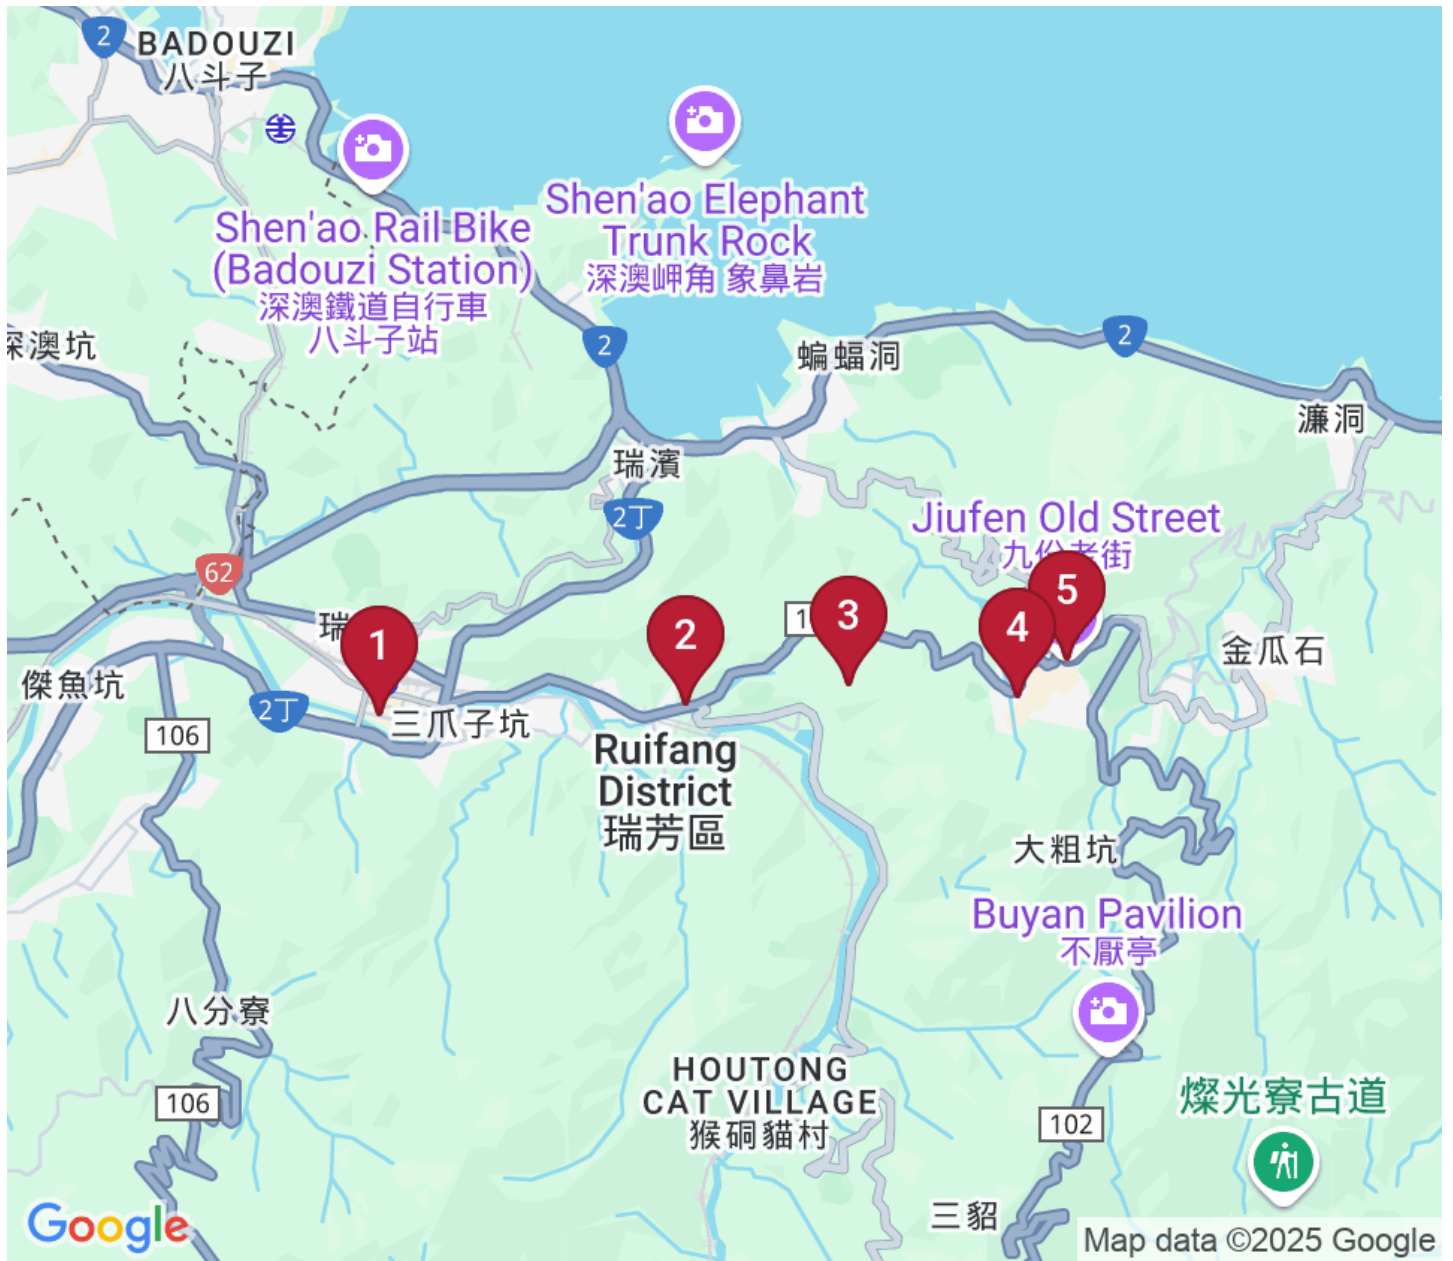 2
BADOUZI
八斗子
Shen'ao Elephant
Trunk Rock
深澳岬角 象鼻岩
Shen'ao Rail Bike
(Badouzi Station)
深澳鐵道自行車
八斗子站
深澳坑
2
2
蝙蝠洞
濂洞
瑞濱
2丁
Jiufen Old Street
九份老街
62
瑞
1
2
1
3
4
5
金瓜石
傑魚坑
2丁
三爪子坑
106
Ruifang
District
瑞芳區
大粗坑
Buyan Pavilion
不厭亭
八分寮
HOUTONG
CAT VILLAGE
猴硐貓村
106
102
燦光寮古道
三貂
Google
Map data ©2025 Google